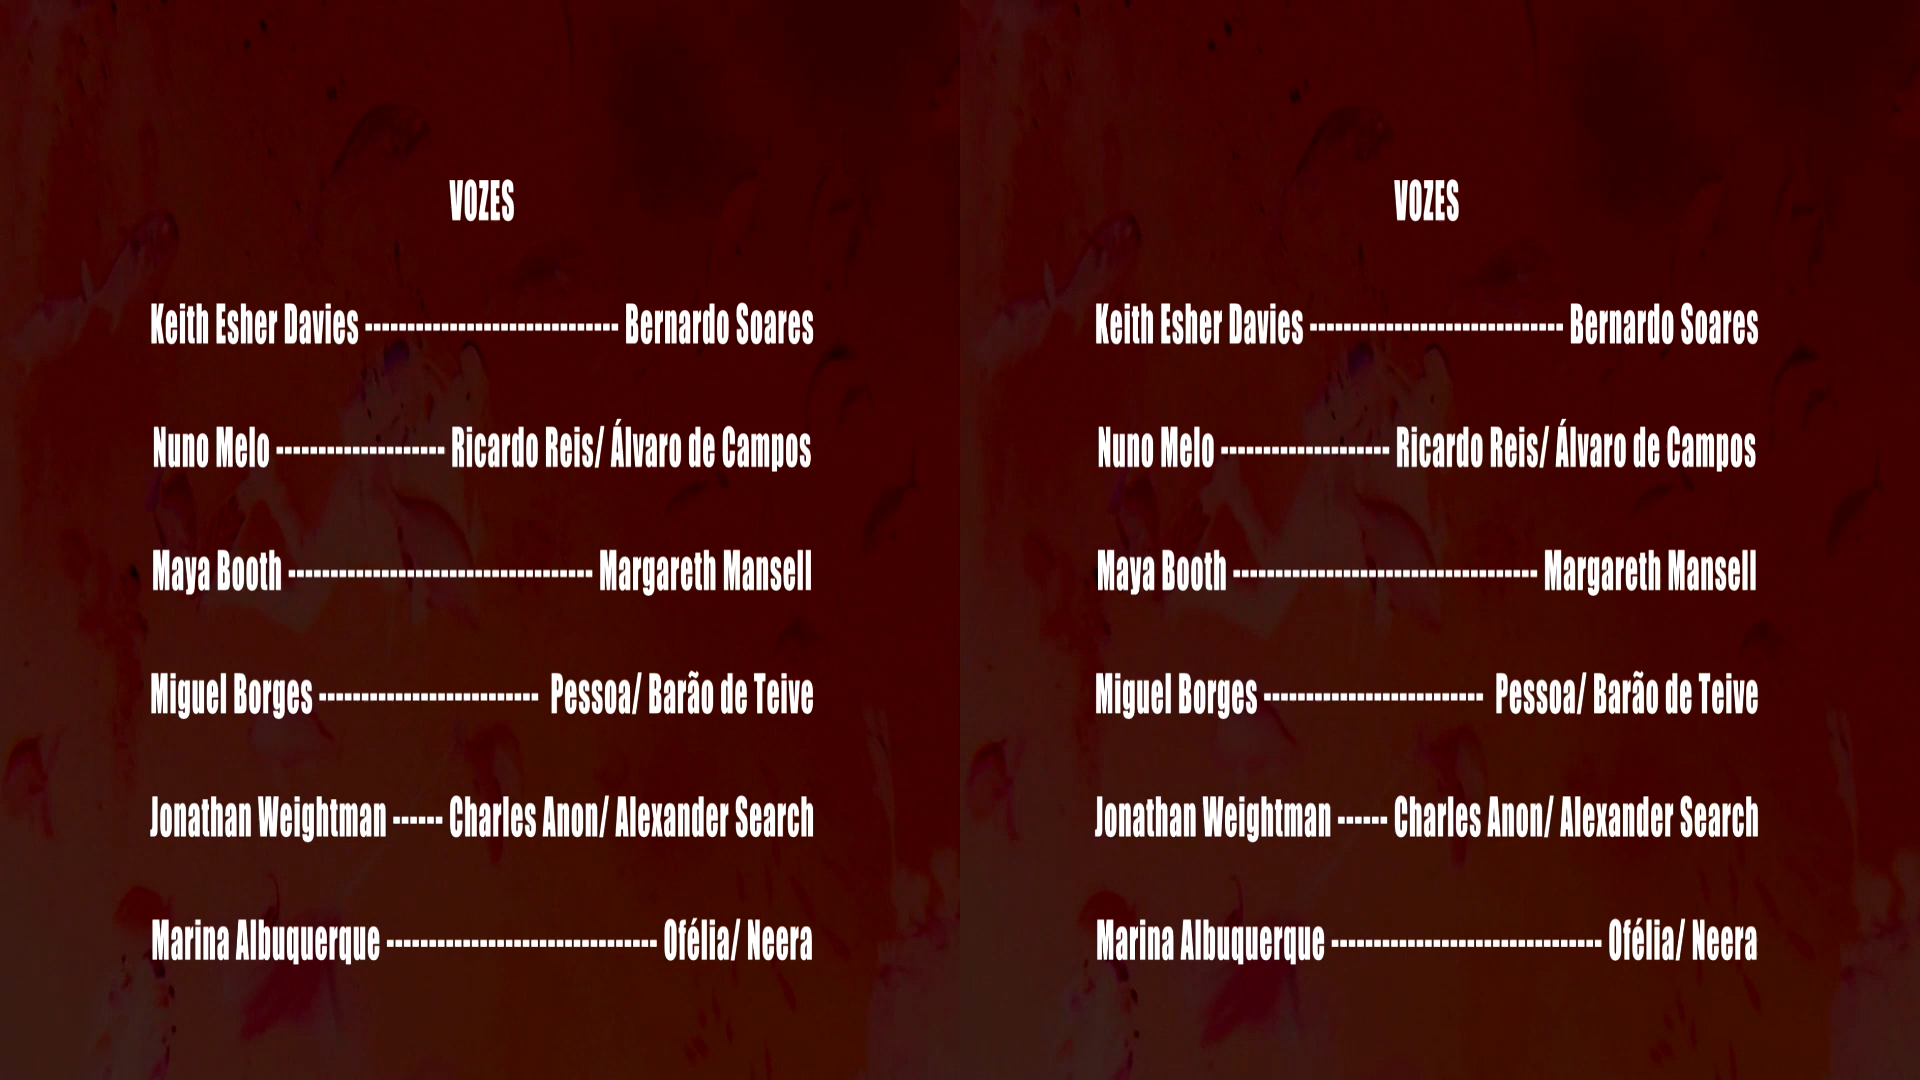 VOZES
Keith Esher Davies ------------------------------ Bernardo Soares
Nuno Melo -------------------- Ricardo Reis/ Álvaro de Campos
Maya Booth ------------------------------------ Margareth Mansell
Miguel Borges -------------------------- Pessoa/ Barão de Teive
Jonathan Weightman ------ Charles Anon/ Alexander Search
Marina Albuquerque -------------------------------- Ofélia/ Neera
VOZES
Keith Esher Davies ------------------------------ Bernardo Soares
Nuno Melo -------------------- Ricardo Reis/ Álvaro de Campos
Maya Booth ------------------------------------ Margareth Mansell
Miguel Borges -------------------------- Pessoa/ Barão de Teive
Jonathan Weightman ------ Charles Anon/ Alexander Search
Marina Albuquerque -------------------------------- Ofélia/ Neera